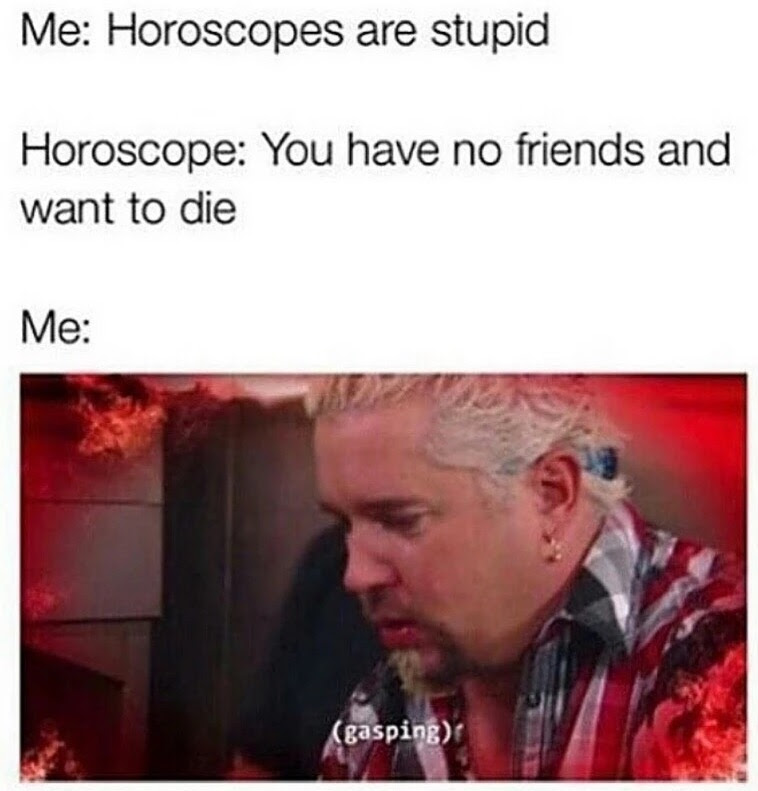 Me: Horoscopes are stupid
Horoscope: You have no friends and
want to die
Me:
(gasping)